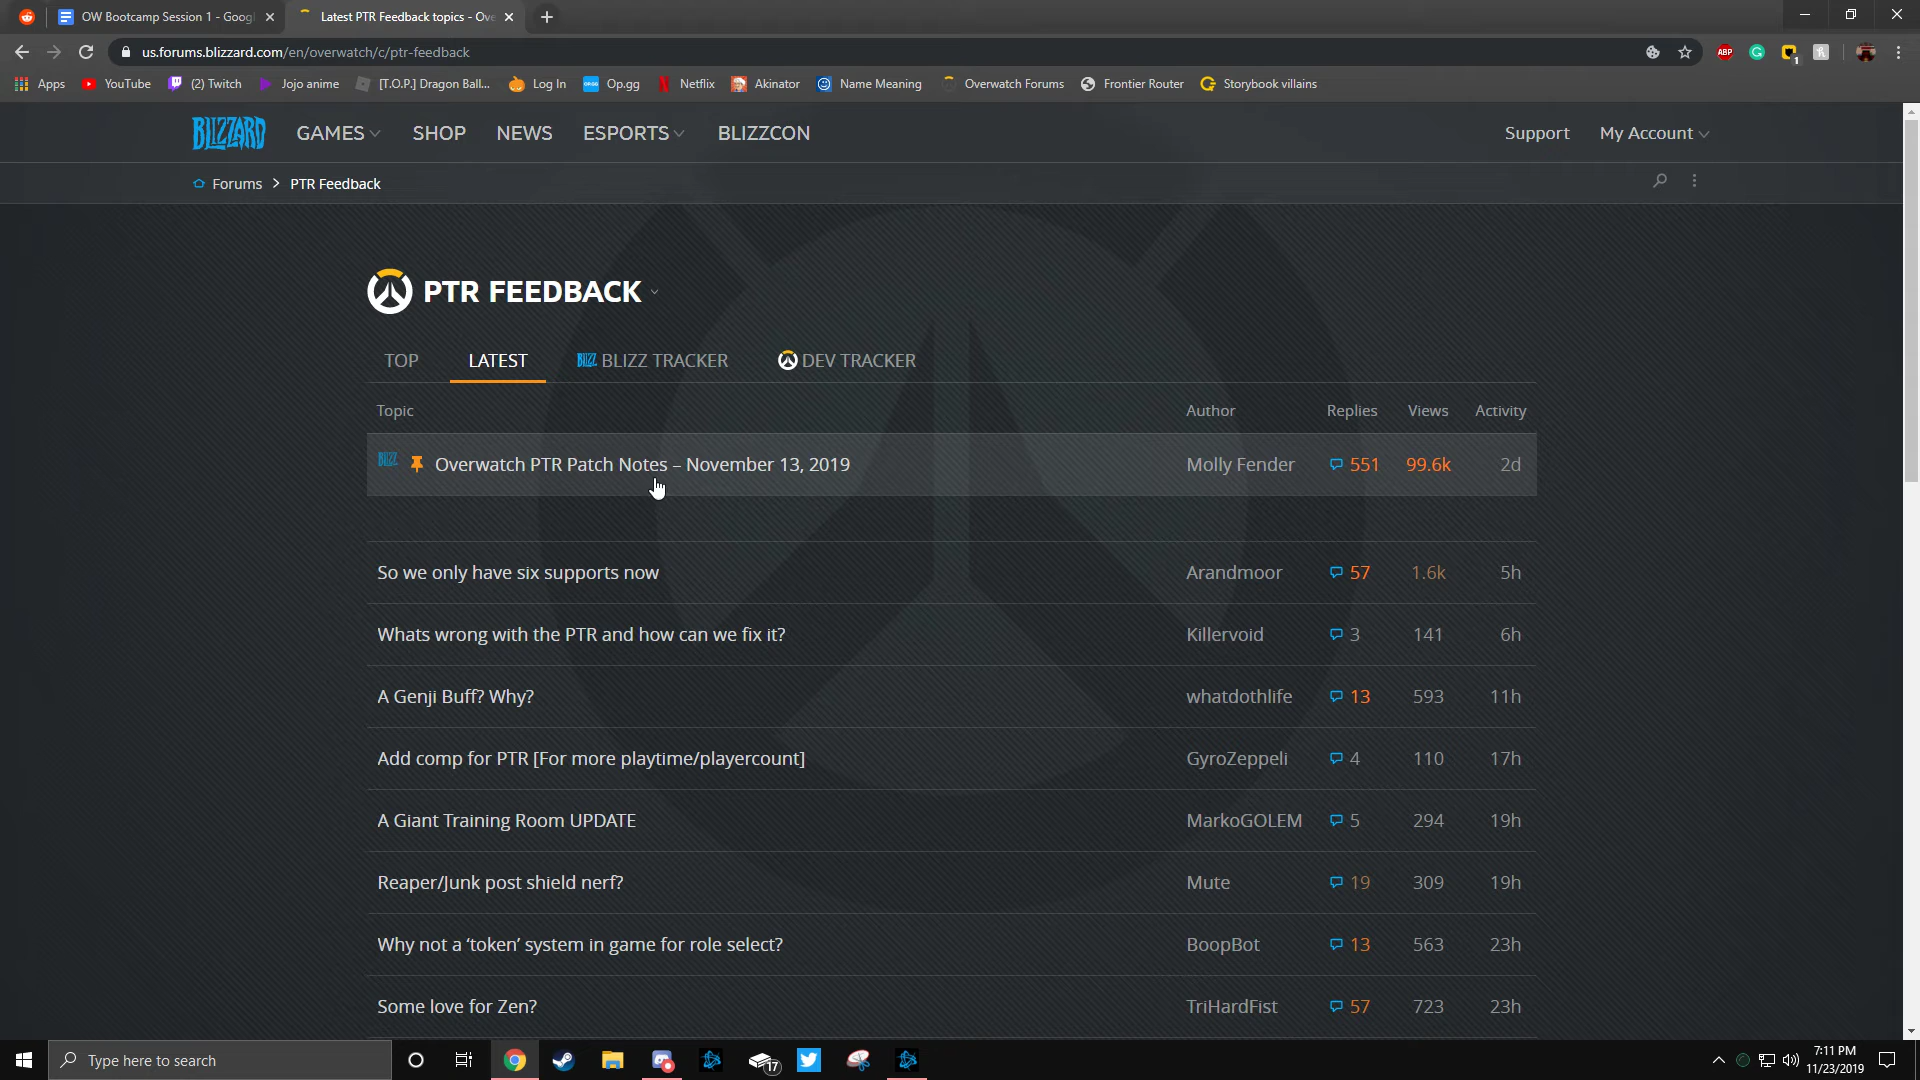 OW Bootcamp Session 1 - Googl
Latest PTR Feedback topics - Ove
us.forums.blizzard.com/en/overwatch/c/ptr-feedback
ABP
1
Apps YouTube (2) Twitch Jojo anime [T.O.P.] Dragon Ball... Log In Op.gg Netflix Akinator Name Meaning Overwatch Forums Frontier Router Storybook villains
BLIZZARD GAMES SHOP NEWS ESPORTS BLIZZCON Support My Account
Forums > PTR Feedback
PTR FEEDBACK
TOP LATEST BLIZZ BLIZZ TRACKER DEV TRACKER
Topic Author Replies Views Activity
BLIZZ Overwatch PTR Patch Notes – November 13, 2019 Molly Fender 551 99.6k 2d
So we only have six supports now Arandmoor 57 1.6k 5h
Whats wrong with the PTR and how can we fix it? Killervoid 3 141 6h
A Genji Buff? Why? whatdothlife 13 593 11h
Add comp for PTR [For more playtime/playercount] GyroZeppeli 4 110 17h
A Giant Training Room UPDATE MarkoGOLEM 5 294 19h
Reaper/Junk post shield nerf? Mute 19 309 19h
Why not a ‘token’ system in game for role select? BoopBot 13 563 23h
Some love for Zen? TriHardFist 57 723 23h
Type here to search
17
7:11 PM
11/23/2019